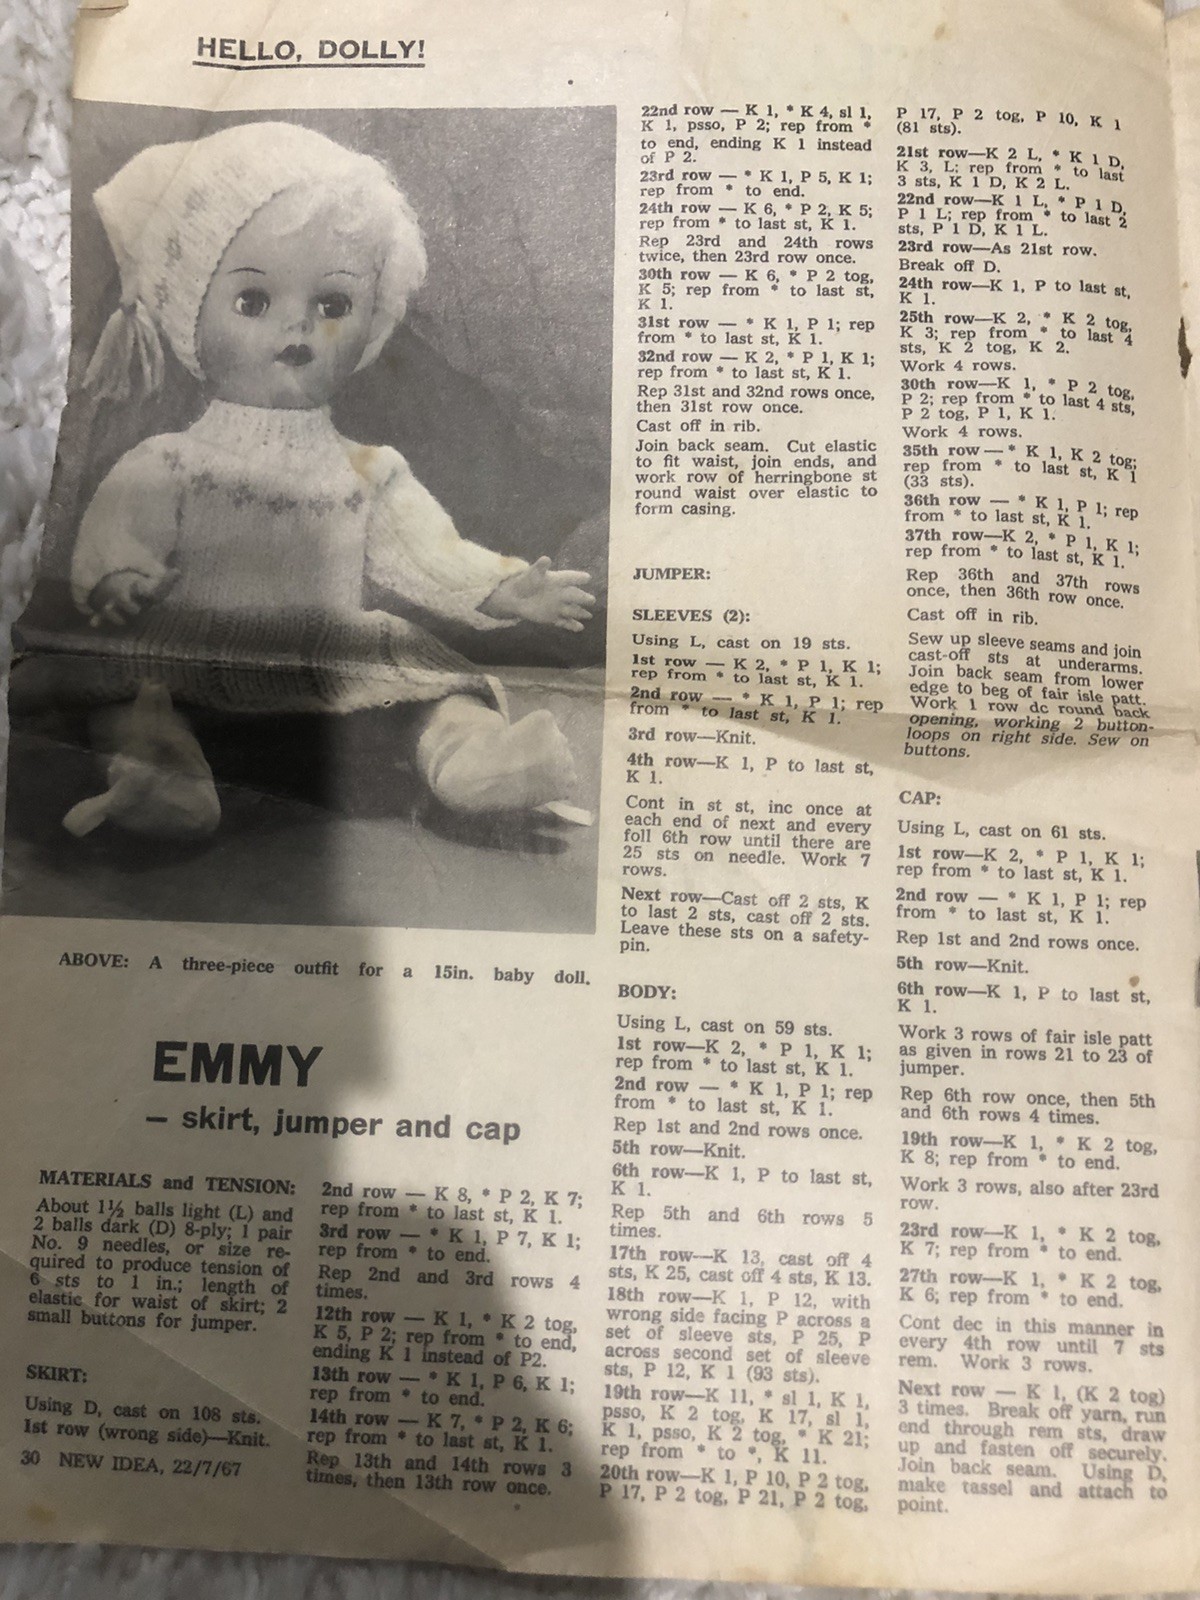 HELLO, DOLLY!
ABOVE: A three-piece outfit for a 15in. baby doll.
EMMY
— skirt, jumper and cap
MATERIALS and TENSION:
About 1½ balls light (L) and
2 balls dark (D) 8-ply; 1 pair
No. 9 needles, or size re-
quired to produce tension of
6 sts to 1 in.; length of
elastic for waist of skirt; 2
small buttons for jumper.
SKIRT:
Using D, cast on 108 sts.
1st row (wrong side)—Knit.
30 NEW IDEA, 22/7/67
2nd row — K 8, * P 2, K 7;
rep from * to last st, K 1.
3rd row — * K 1, P 7, K 1;
rep from * to end.
Rep 2nd and 3rd rows 4
times.
12th row — K 1, * K 2 tog,
K 5, P 2; rep from * to end,
ending K 1 instead of P2.
13th row — * K 1, P 6, K 1;
rep from * to end.
14th row — K 7, * P 2, K 6;
rep from * to last st, K 1.
Rep 13th and 14th rows 3
times, then 13th row once.
22nd row — K 1, * K 4, sl 1,
K 1, psso, P 2; rep from *
to end, ending K 1 instead
of P 2.
23rd row — * K 1, P 5, K 1;
rep from * to end.
24th row — K 6, * P 2, K 5;
rep from * to last st, K 1.
Rep 23rd and 24th rows
twice, then 23rd row once.
30th row — K 6, * P 2 tog,
K 5; rep from * to last st,
K 1.
31st row — * K 1, P 1; rep
from * to last st, K 1.
32nd row — K 2, * P 1, K 1;
rep from * to last st, K 1.
Rep 31st and 32nd rows once,
then 31st row once.
Cast off in rib.
Join back seam. Cut elastic
to fit waist, join ends, and
work row of herringbone st
round waist over elastic to
form casing.
JUMPER:
SLEEVES (2):
Using L, cast on 19 sts.
1st row — K 2, * P 1, K 1;
rep from * to last st, K 1.
2nd row — * K 1, P 1; rep
from * to last st, K 1.
3rd row—Knit.
4th row—K 1, P to last st,
K 1.
Cont in st st, inc once at
each end of next and every
foll 6th row until there are
25 sts on needle. Work 7
rows.
Next row—Cast off 2 sts, K
to last 2 sts, cast off 2 sts.
Leave these sts on a safety-
pin.
BODY:
Using L, cast on 59 sts.
1st row—K 2, * P 1, K 1;
rep from * to last st, K 1.
2nd row — * K 1, P 1; rep
from * to last st, K 1.
Rep 1st and 2nd rows once.
5th row—Knit.
6th row—K 1, P to last st,
K 1.
Rep 5th and 6th rows 5
times.
17th row—K 13, cast off 4
sts, K 25, cast off 4 sts, K 13.
18th row—K 1, P 12, with
wrong side facing P across a
set of sleeve sts, P 25, P
across second set of sleeve
sts, P 12, K 1 (93 sts).
19th row—K 11, * sl 1, K 1,
psso, K 2 tog, K 17, sl 1,
K 1, psso, K 2 tog, * K 21;
rep from * to *, K 11.
20th row—K 1, P 10, P 2 tog,
P 17, P 2 tog, P 21, P 2 tog,
P 17, P 2 tog, P 10, K 1
(81 sts).
21st row—K 2 L, * K 1 D,
K 3, L; rep from * to last
3 sts, K 1 D, K 2 L.
22nd row—K 1 L, * P 1 D,
P 1 L; rep from * to last 2
sts, P 1 D, K 1 L.
23rd row—As 21st row.
Break off D.
24th row—K 1, P to last st,
K 1.
25th row—K 2, * K 2 tog,
K 3; rep from * to last 4
sts, K 2 tog, K 2.
Work 4 rows.
30th row—K 1, * P 2 tog,
P 2; rep from * to last 4 sts,
P 2 tog, P 1, K 1.
Work 4 rows.
35th row — * K 1, K 2 tog;
rep from * to last st, K 1
(33 sts).
36th row — * K 1, P 1; rep
from * to last st, K 1.
37th row—K 2, * P 1, K 1;
rep from * to last st, K 1.
Rep 36th and 37th rows
once, then 36th row once.
Cast off in rib.
Sew up sleeve seams and join
cast-off sts at underarms.
Join back seam from lower
edge to beg of fair isle patt.
Work 1 row dc round back
opening, working 2 button-
loops on right side. Sew on
buttons.
CAP:
Using L, cast on 61 sts.
1st row—K 2, * P 1, K 1;
rep from * to last st, K 1.
2nd row — * K 1, P 1; rep
from * to last st, K 1.
Rep 1st and 2nd rows once.
5th row—Knit.
6th row—K 1, P to last st,
K 1.
Work 3 rows of fair isle patt
as given in rows 21 to 23 of
jumper.
Rep 6th row once, then 5th
and 6th rows 4 times.
19th row—K 1, * K 2 tog,
K 8; rep from * to end.
Work 3 rows, also after 23rd
row.
23rd row—K 1, * K 2 tog,
K 7; rep from * to end.
27th row—K 1, * K 2 tog,
K 6; rep from * to end.
Cont dec in this manner in
every 4th row until 7 sts
rem. Work 3 rows.
Next row — K 1, (K 2 tog)
3 times. Break off yarn, run
end through rem sts, draw
up and fasten off securely.
Join back seam. Using D,
make tassel and attach to
point.